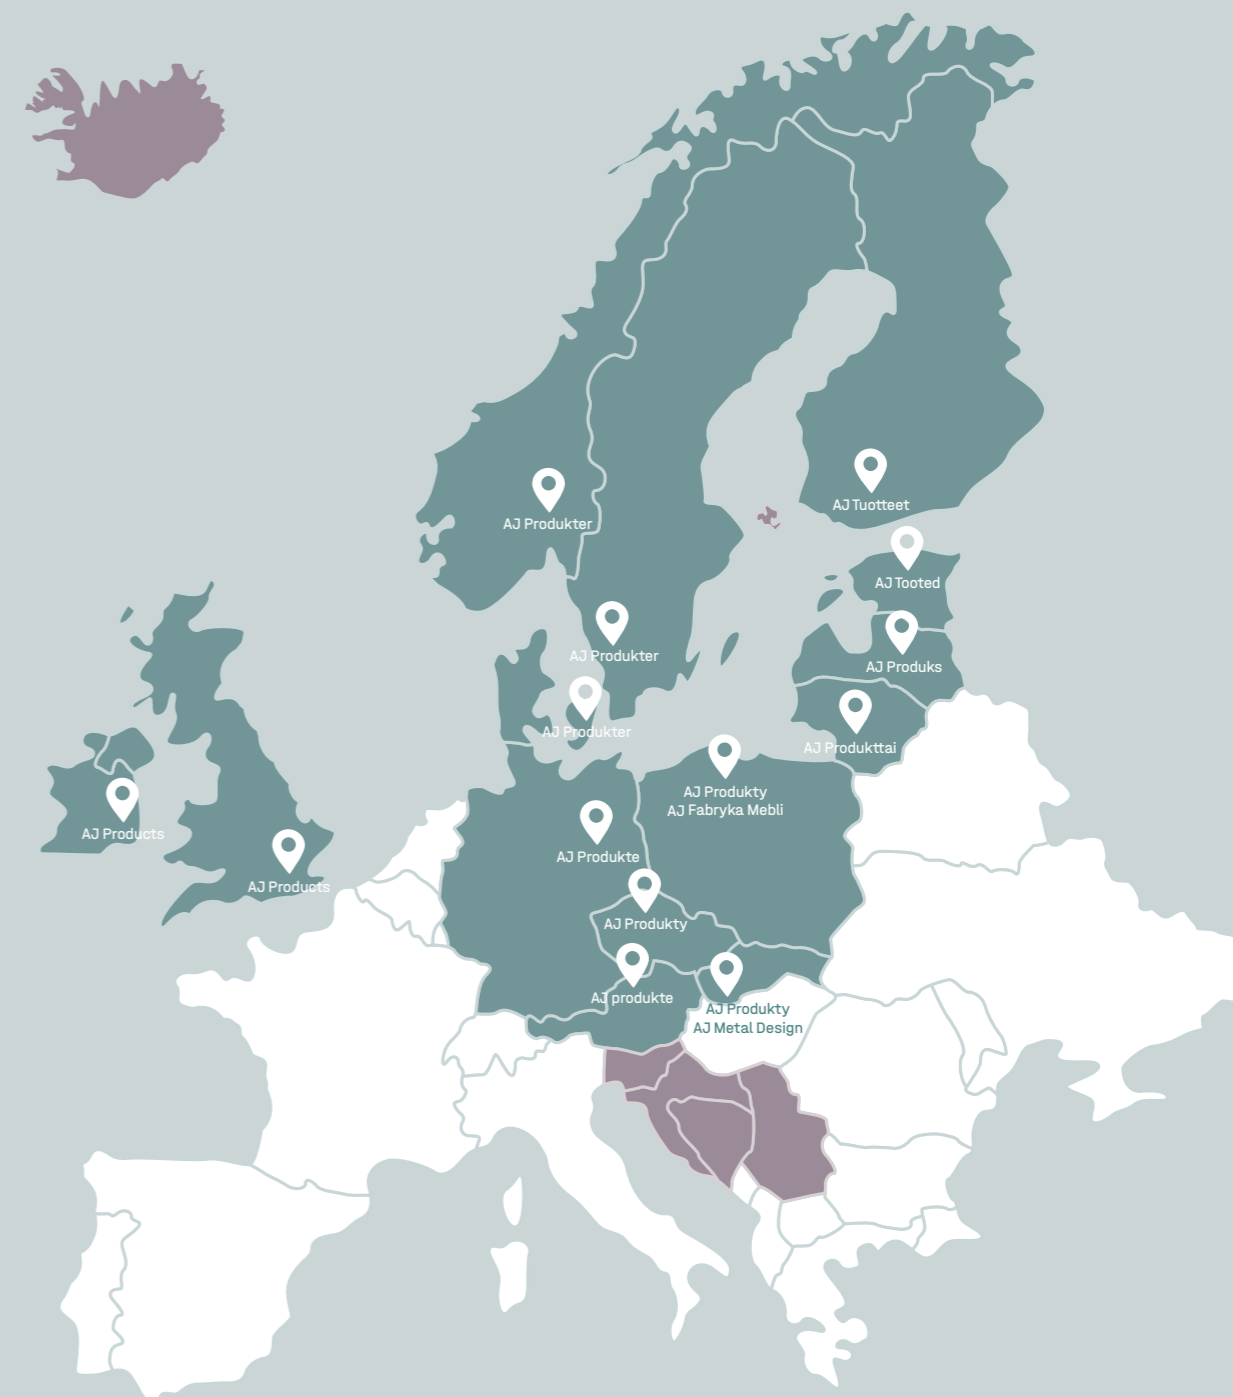 AJ Produkter
AJ Tuotteet
AJ Tooted
AJ Produkter
AJ Produks
AJ Produkter
AJ Produkttai
AJ Produkty
AJ Fabryka Mebli
AJ Products
AJ Produkte
AJ Products
AJ Produkty
AJ produkte
AJ Produkty
AJ Metal Design